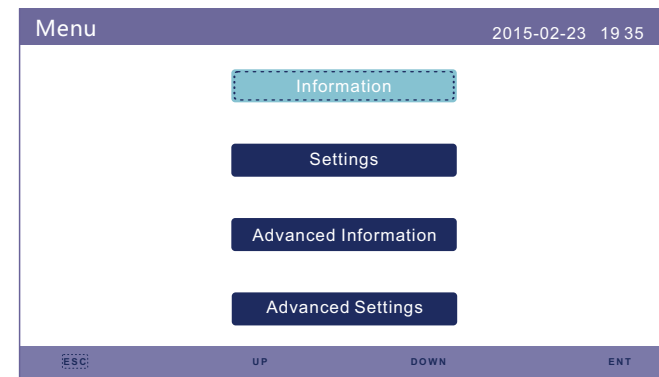 Menu 2015-02-23 19 35
Information
Settings
Advanced Information
Advanced Settings
ESC UP DOWN ENT